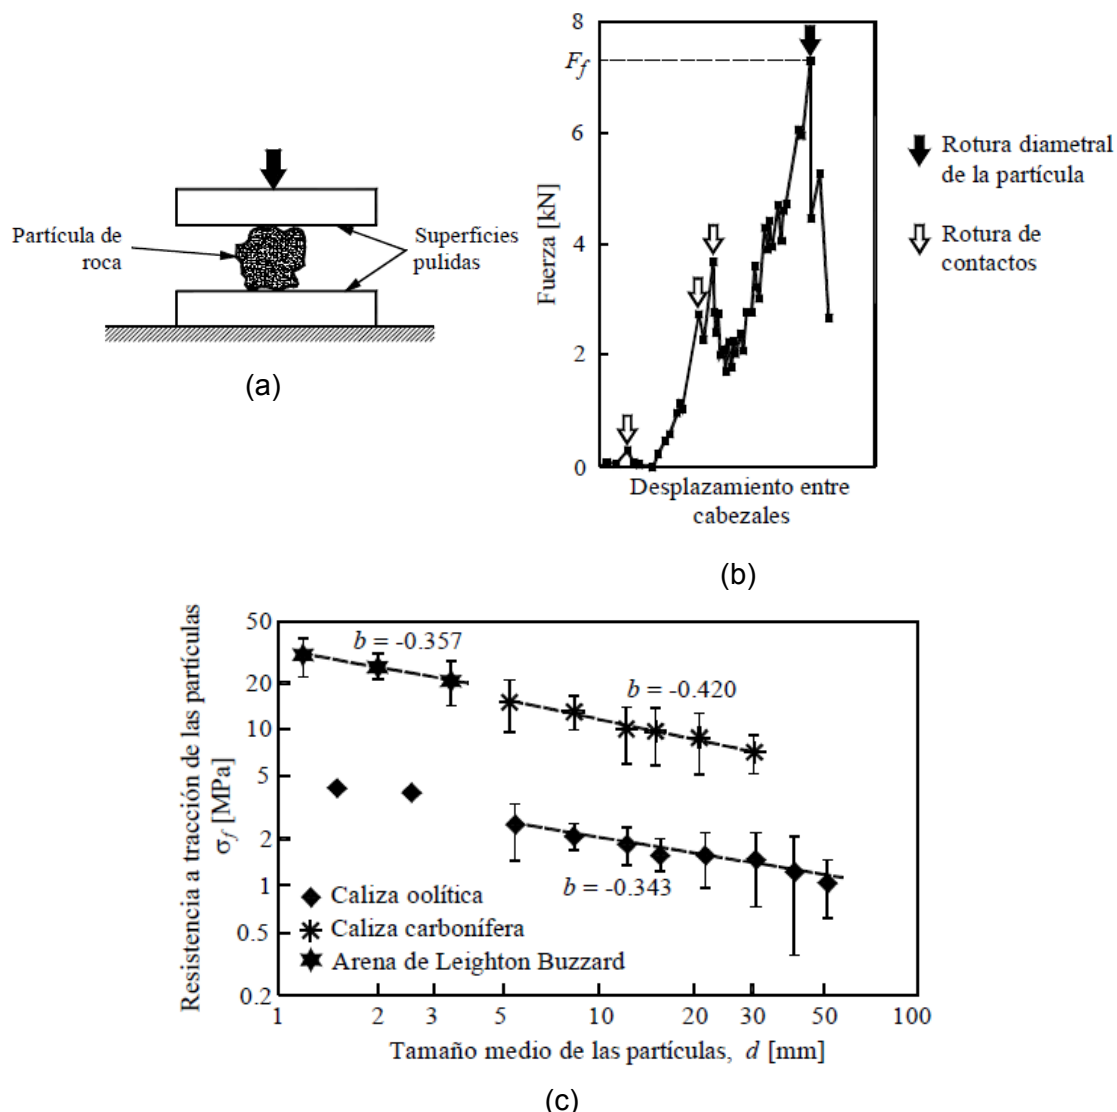 Partícula de
roca
Superfícies
pulidas
(a)
8
F_f
6
4
2
0
Fuerza [kN]
Desplazamiento entre
cabezales
Rotura diametral
de la partícula
Rotura de
contactos
(b)
Resistencia a tracción de las partículas
σ_f [MPa]
50
20
10
5
2
1
0.5
0.2
b = -0.357
b = -0.420
b = -0.343
Caliza oolítica
Caliza carbonífera
Arena de Leighton Buzzard
1 2 3 5 10 20 30 50 100
Tamaño medio de las partículas, d [mm]
(c)